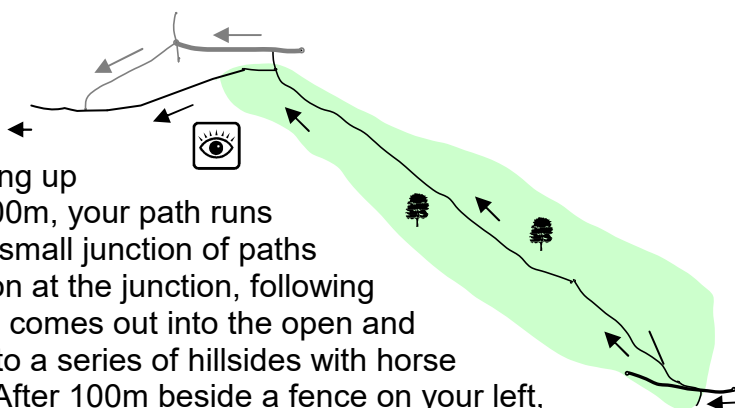 ng up
00m, your path runs
small junction of paths
on at the junction, following
comes out into the open and
to a series of hillsides with horse
After 100m beside a fence on your left,